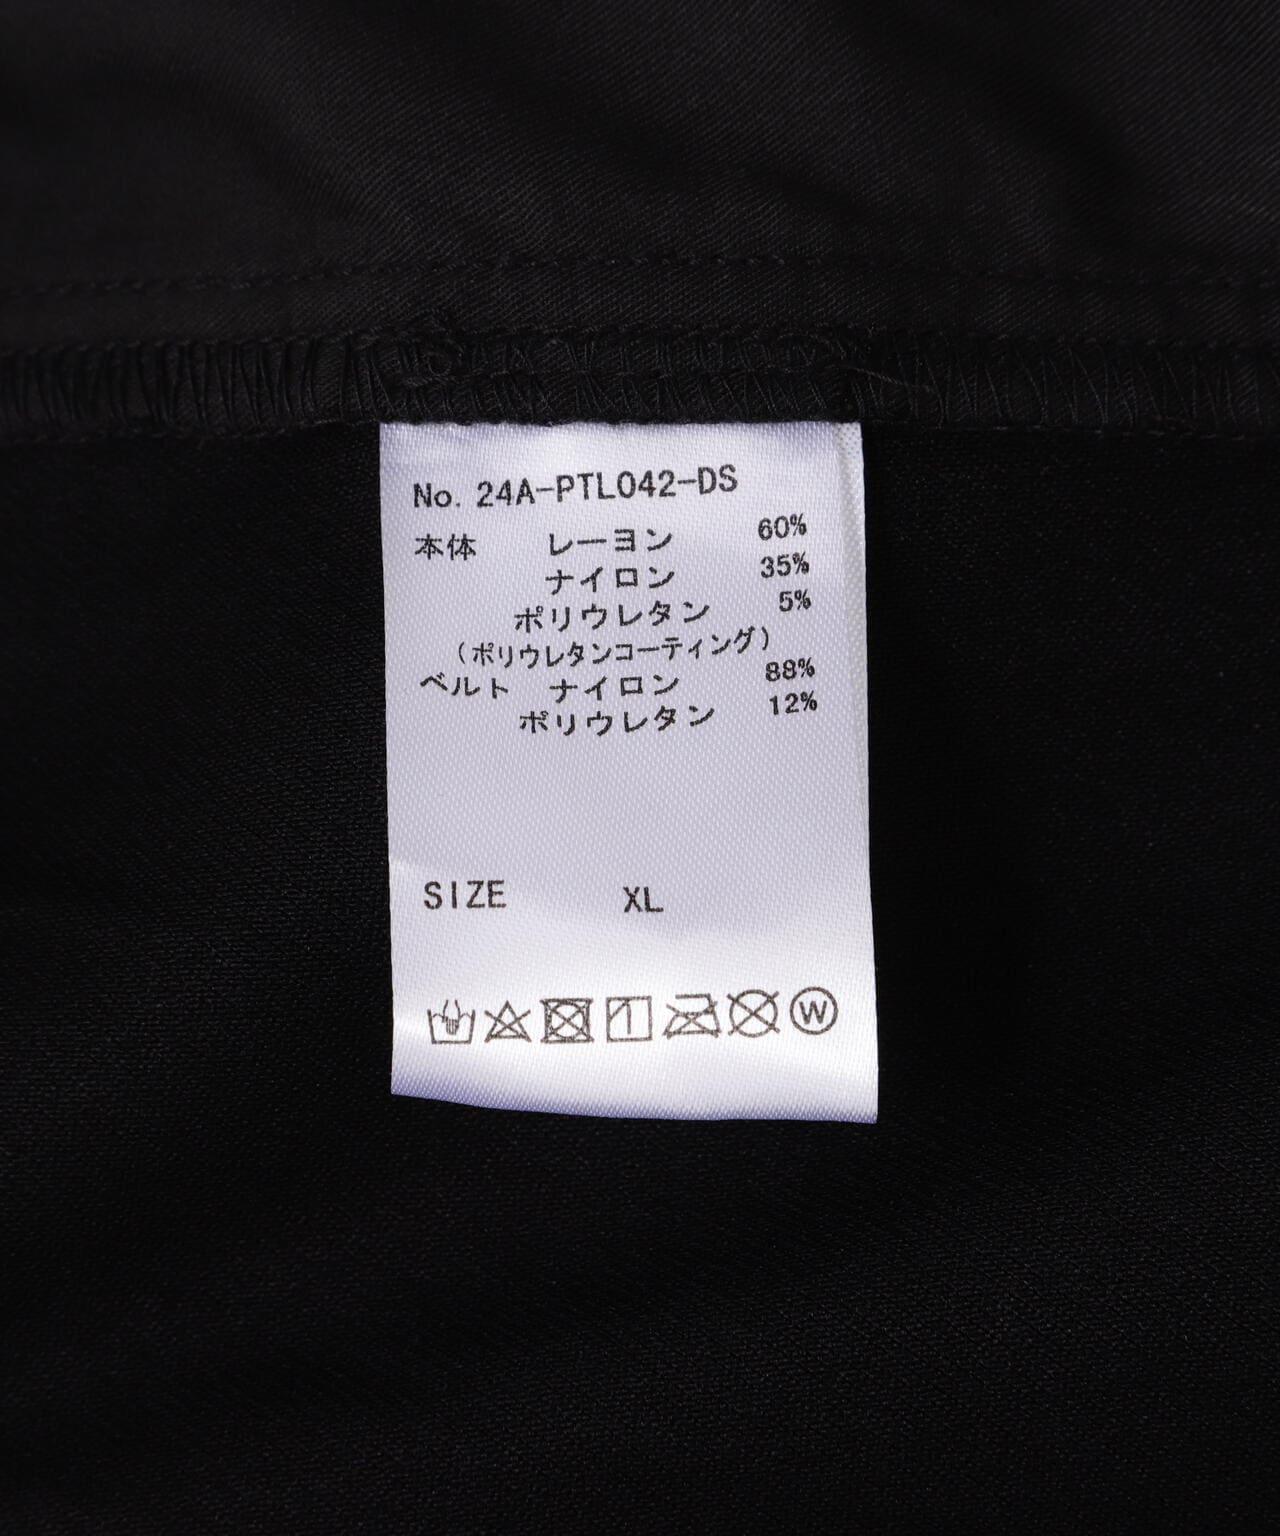 No. 24A-PTL042-DS
本体 レーヨン 60%
ナイロン 35%
ポリウレタン 5%
(ポリウレタンコーティング)
ベルト ナイロン 88%
ポリウレタン 12%
SIZE XL
W